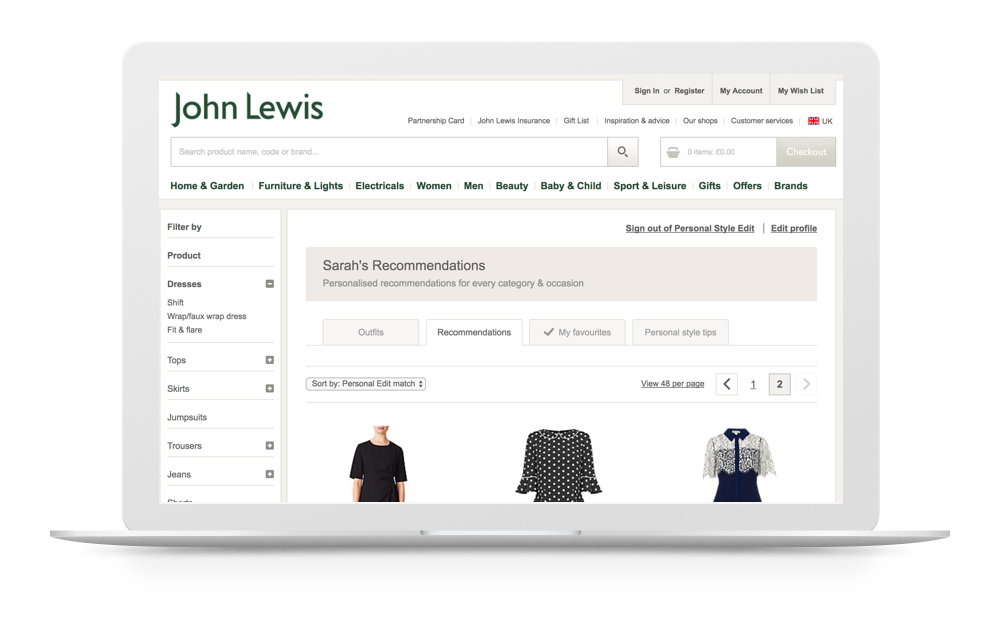 Sign In or Register My Account My Wish List
John Lewis
Partnership Card John Lewis Insurance Gift List Inspiration & advice Our shops Customer services UK
Search product name, code or brand... 0 items: £0.00 Checkout
Home & Garden Furniture & Lights Electricals Women Men Beauty Baby & Child Sport & Leisure Gifts Offers Brands
Filter by
Product
Dresses
Shift
Wrap/faux wrap dress
Fit & flare
Tops
Skirts
Jumpsuits
Trousers
Jeans
Shorts
Sign out of Personal Style Edit Edit profile
Sarah's Recommendations
Personalised recommendations for every category & occasion
Outfits Recommendations My favourites Personal style tips
Sort by: Personal Edit match View 48 per page 1 2